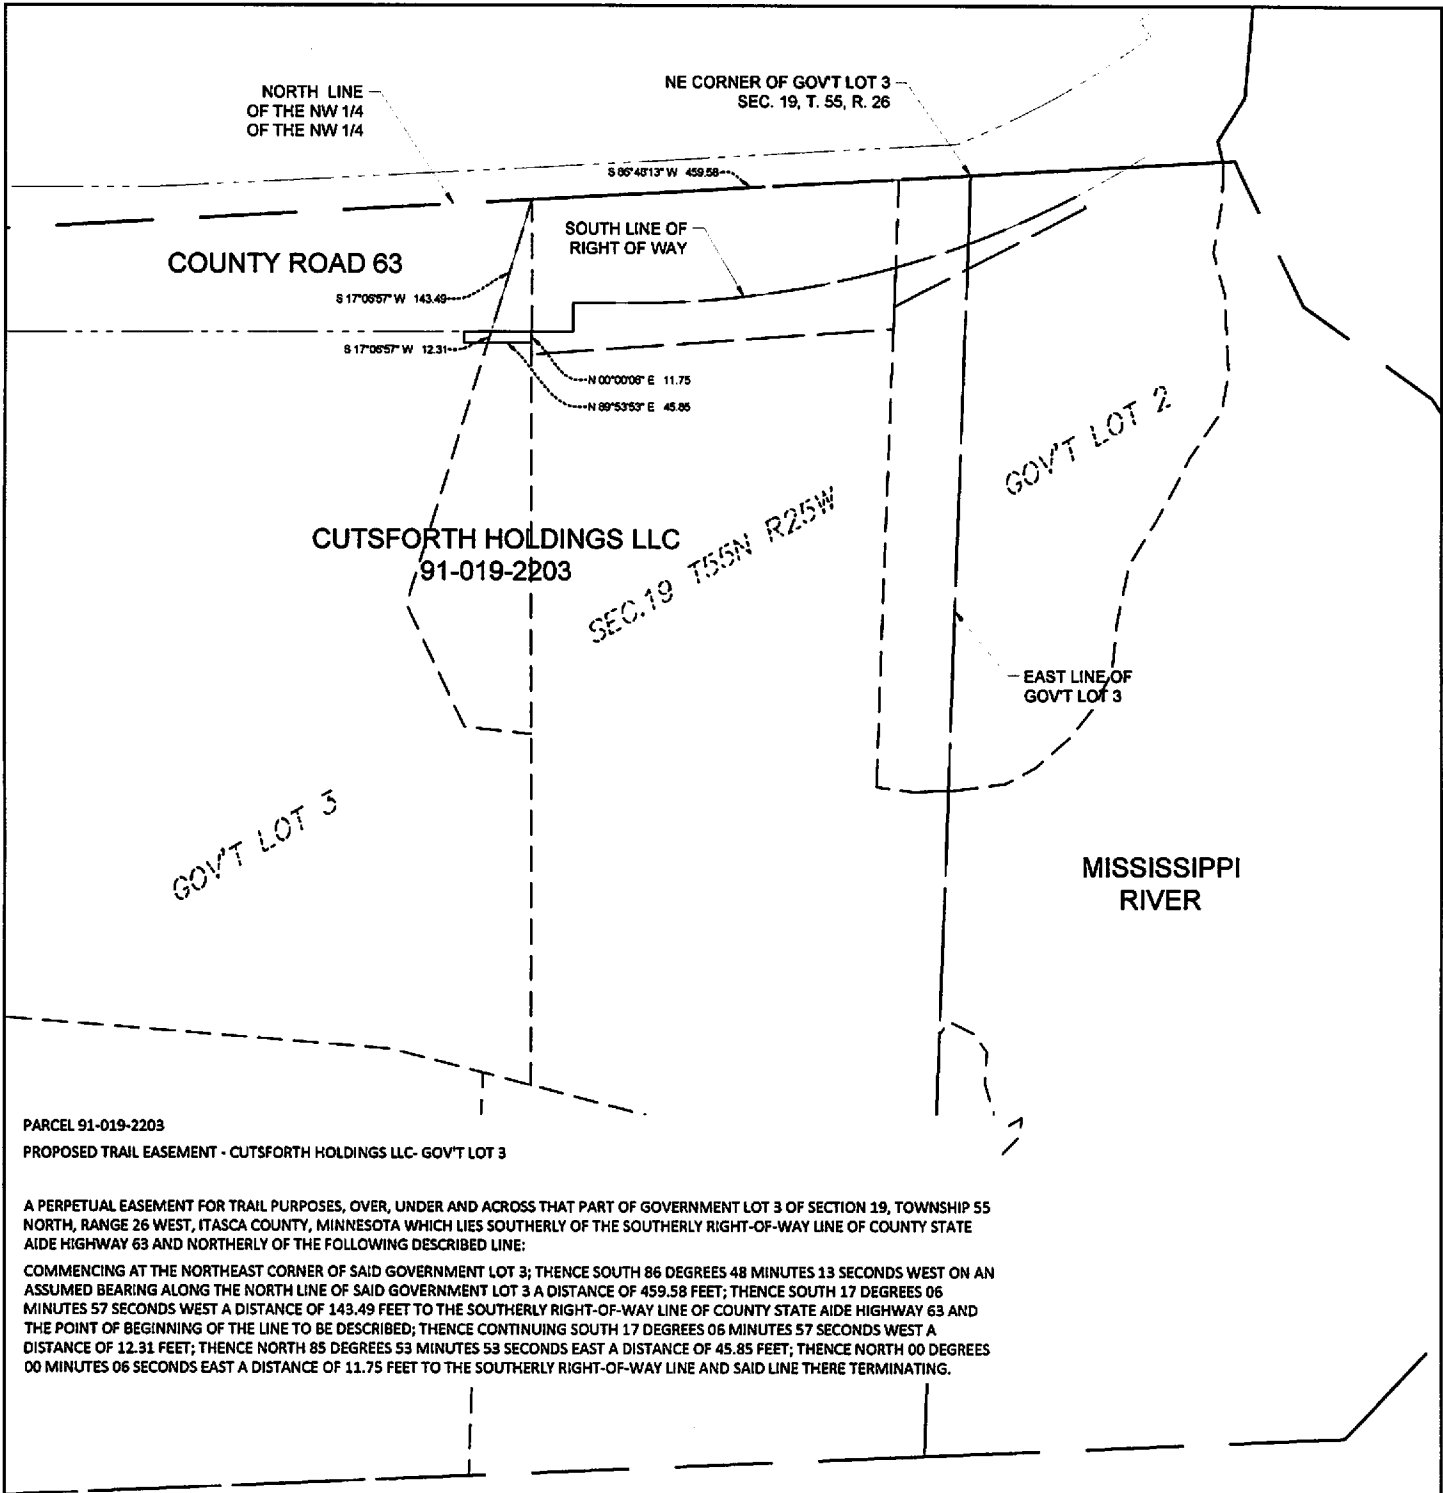 NORTH LINE
OF THE NW 1/4
OF THE NW 1/4
NE CORNER OF GOV'T LOT 3
SEC. 19, T. 55, R. 26
S 86°48'13" W 459.58
SOUTH LINE OF
RIGHT OF WAY
COUNTY ROAD 63
S 17°06'57" W 143.49
S 17°06'57" W 12.31
N 00°00'06" E 11.75
N 89°53'53" E 45.85
GOV'T LOT 2
CUTSFORTH HOLDINGS LLC
91-019-2203
SEC.19 T55N R25W
EAST LINE OF
GOV'T LOT 3
GOV'T LOT 3
MISSISSIPPI
RIVER
PARCEL 91-019-2203
PROPOSED TRAIL EASEMENT - CUTSFORTH HOLDINGS LLC- GOV'T LOT 3
A PERPETUAL EASEMENT FOR TRAIL PURPOSES, OVER, UNDER AND ACROSS THAT PART OF GOVERNMENT LOT 3 OF SECTION 19, TOWNSHIP 55
NORTH, RANGE 26 WEST, ITASCA COUNTY, MINNESOTA WHICH LIES SOUTHERLY OF THE SOUTHERLY RIGHT-OF-WAY LINE OF COUNTY STATE
AIDE HIGHWAY 63 AND NORTHERLY OF THE FOLLOWING DESCRIBED LINE:
COMMENCING AT THE NORTHEAST CORNER OF SAID GOVERNMENT LOT 3; THENCE SOUTH 86 DEGREES 48 MINUTES 13 SECONDS WEST ON AN
ASSUMED BEARING ALONG THE NORTH LINE OF SAID GOVERNMENT LOT 3 A DISTANCE OF 459.58 FEET; THENCE SOUTH 17 DEGREES 06
MINUTES 57 SECONDS WEST A DISTANCE OF 143.49 FEET TO THE SOUTHERLY RIGHT-OF-WAY LINE OF COUNTY STATE AIDE HIGHWAY 63 AND
THE POINT OF BEGINNING OF THE LINE TO BE DESCRIBED; THENCE CONTINUING SOUTH 17 DEGREES 06 MINUTES 57 SECONDS WEST A
DISTANCE OF 12.31 FEET; THENCE NORTH 85 DEGREES 53 MINUTES 53 SECONDS EAST A DISTANCE OF 45.85 FEET; THENCE NORTH 00 DEGREES
00 MINUTES 06 SECONDS EAST A DISTANCE OF 11.75 FEET TO THE SOUTHERLY RIGHT-OF-WAY LINE AND SAID LINE THERE TERMINATING.